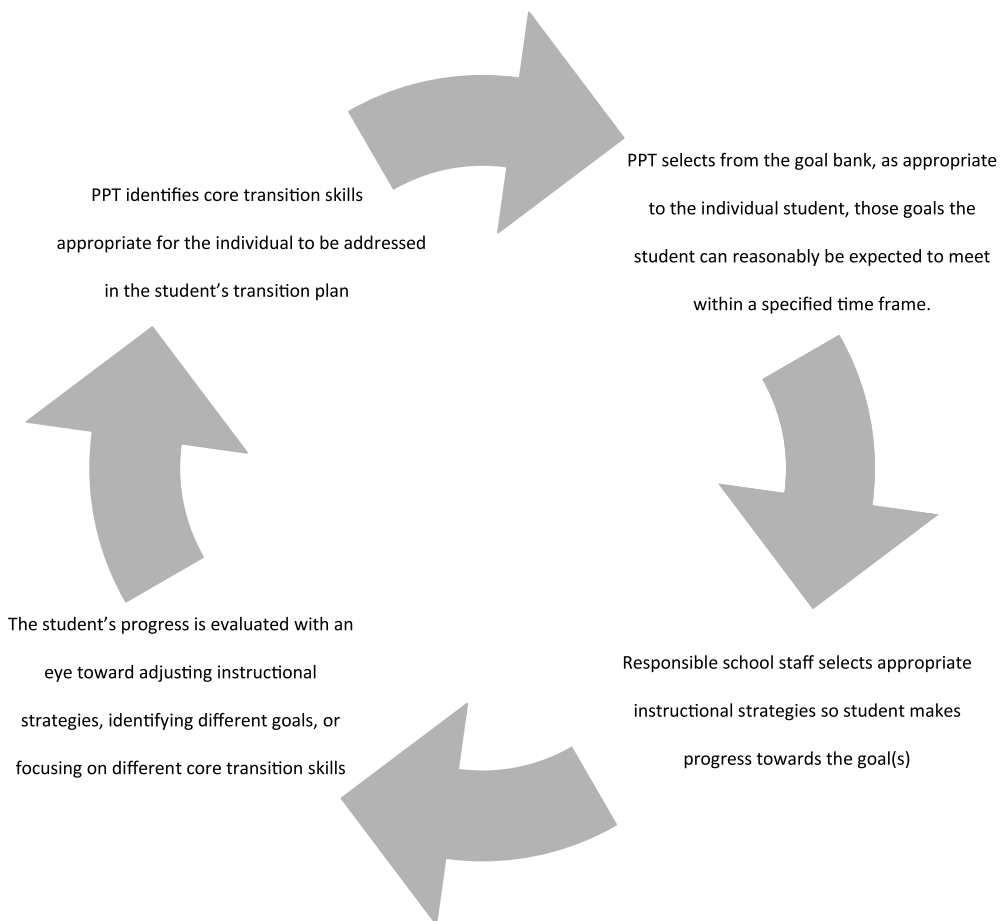 PPT identifies core transition skills
appropriate for the individual to be addressed
in the student’s transition plan
PPT selects from the goal bank, as appropriate
to the individual student, those goals the
student can reasonably be expected to meet
within a specified time frame.
Responsible school staff selects appropriate
instructional strategies so student makes
progress towards the goal(s)
The student’s progress is evaluated with an
eye toward adjusting instructional
strategies, identifying different goals, or
focusing on different core transition skills